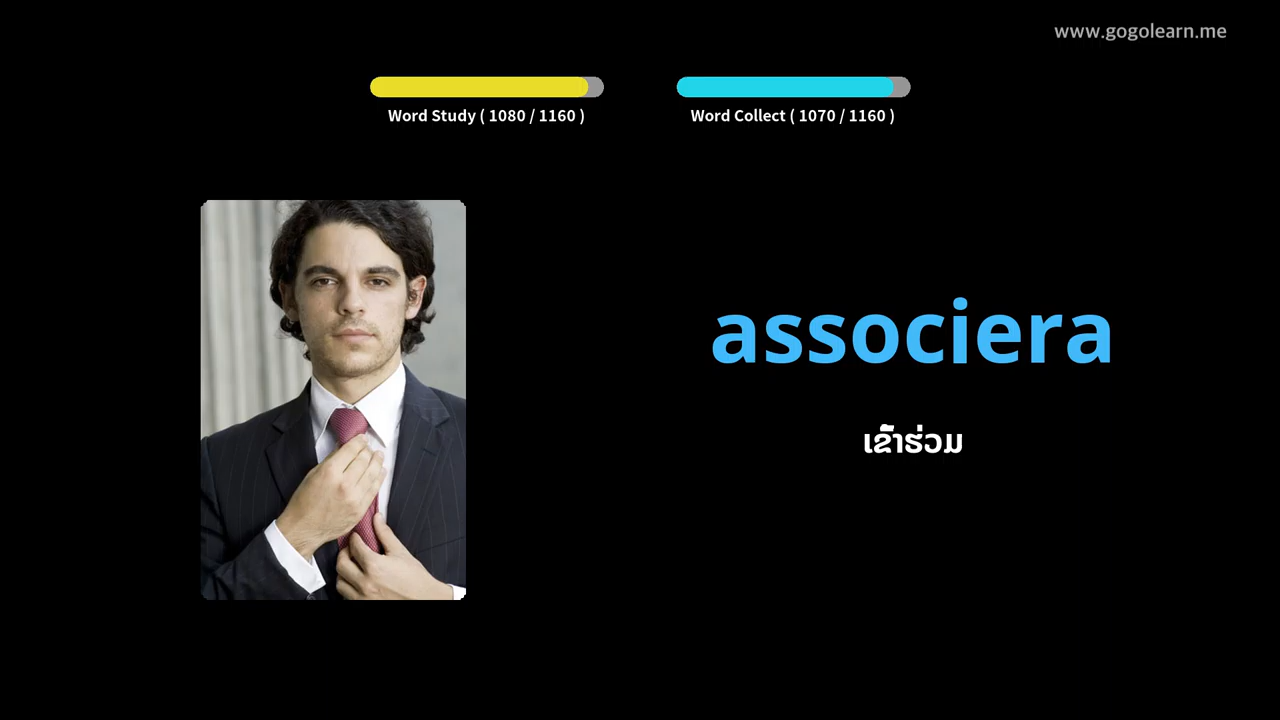 www.gogolearn.me
Word Study ( 1080 / 1160 )
Word Collect ( 1070 / 1160 )
associera
ເຂົ້າຮ່ວມ